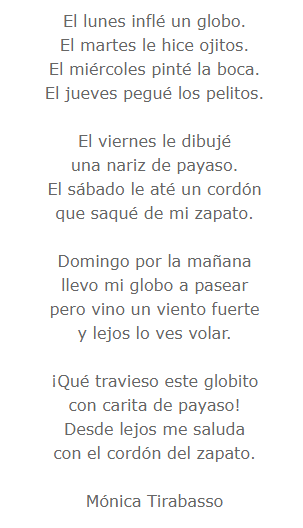 El lunes inflé un globo.
El martes le hice ojitos.
El miércoles pinté la boca.
El jueves pegué los pelitos.

El viernes le dibujé
una nariz de payaso.
El sábado le até un cordón
que saqué de mi zapato.

Domingo por la mañana
llevo mi globo a pasear
pero vino un viento fuerte
y lejos lo ves volar.

¡Qué travieso este globito
con carita de payaso!
Desde lejos me saluda
con el cordón del zapato.

Mónica Tirabasso